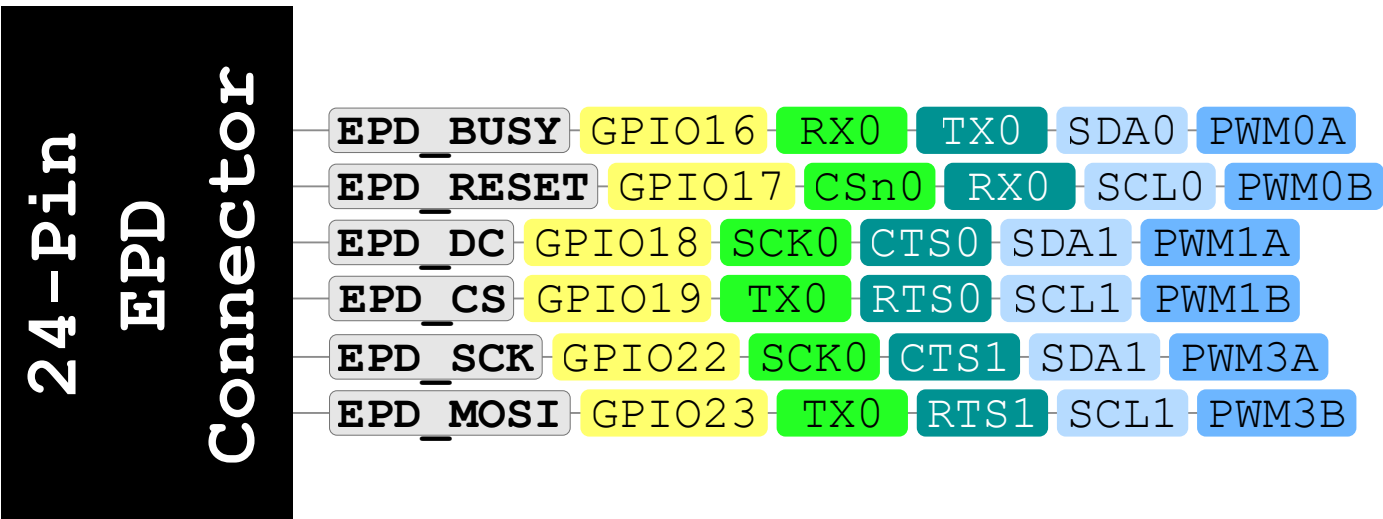 24-Pin
EPD
Connector
EPD_BUSY GPIO16 RX0 TX0 SDA0 PWM0A
EPD_RESET GPIO17 CSn0 RX0 SCL0 PWM0B
EPD_DC GPIO18 SCK0 CTS0 SDA1 PWM1A
EPD_CS GPIO19 TX0 RTS0 SCL1 PWM1B
EPD_SCK GPIO22 SCK0 CTS1 SDA1 PWM3A
EPD_MOSI GPIO23 TX0 RTS1 SCL1 PWM3B